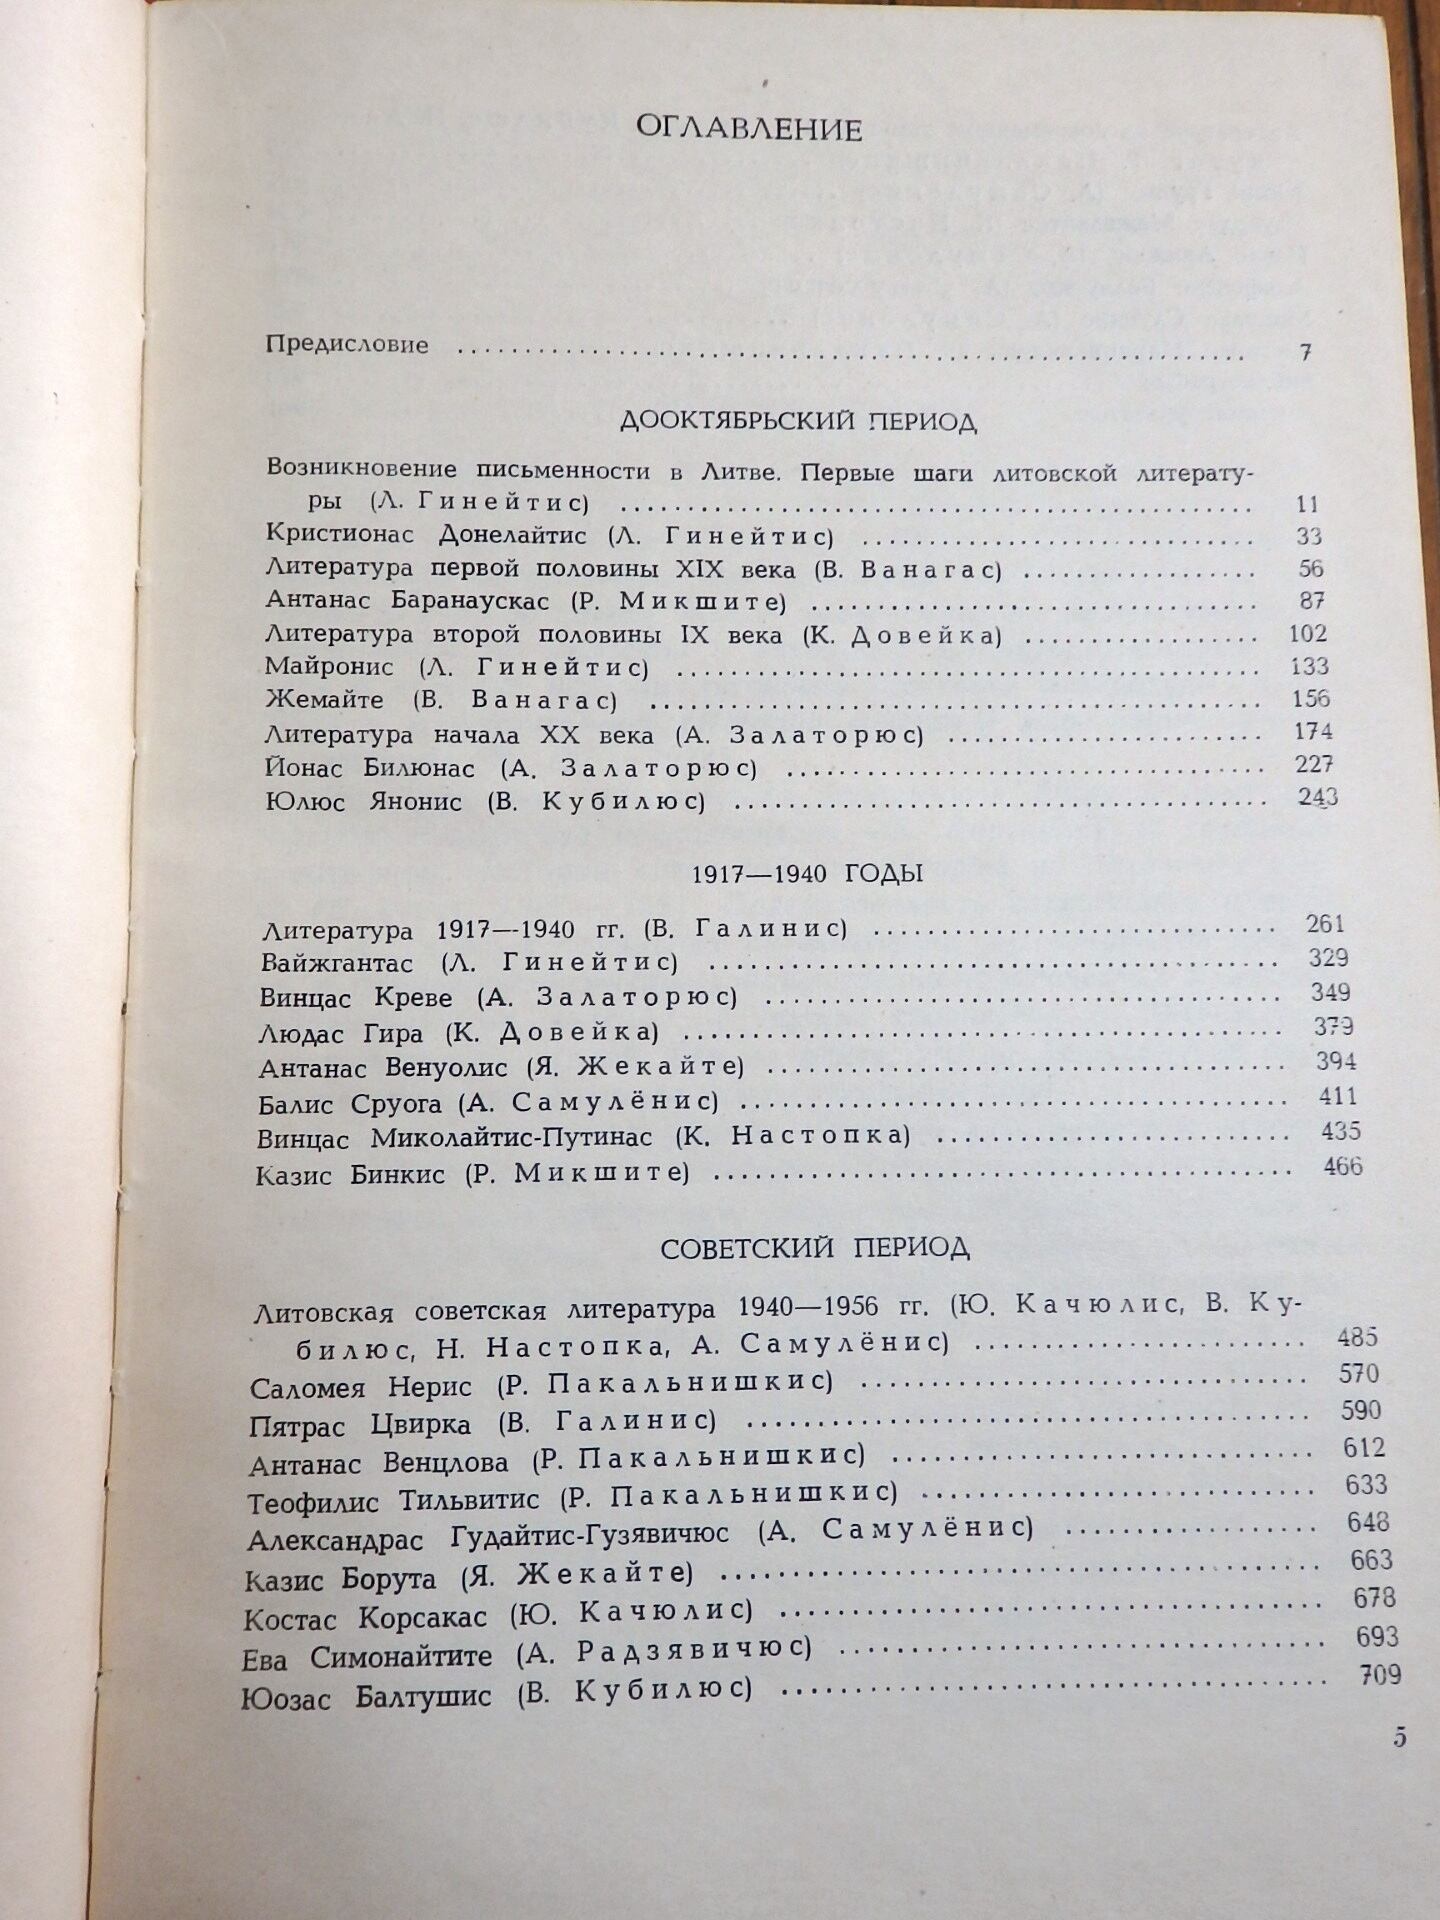 ОГЛАВЛЕНИЕ
Предисловие ........................................................ 7
ДООКТЯБРЬСКИЙ ПЕРИОД
Возникновение письменности в Литве. Первые шаги литовской литерату-
ры (Л. Гинейтис) ................................................ 11
Кристионас Донелайтис (Л. Гинейтис) .............................. 33
Литература первой половины XIX века (В. Ванагас) .................. 56
Антанас Баранаускас (Р. Микшите) ................................. 87
Литература второй половины IX века (К. Довейка) .................. 102
Майронис (Л. Гинейтис) ........................................... 133
Жемайте (В. Ванагас) ............................................. 156
Литература начала XX века (А. Залаторюс) ........................ 174
Йонас Билюнас (А. Залаторюс) ..................................... 227
Юлюс Янонис (В. Кубилюс) ......................................... 243
1917—1940 ГОДЫ
Литература 1917—1940 гг. (В. Галинис) ............................ 261
Вайжгантас (Л. Гинейтис) ......................................... 329
Винцас Креве (А. Залаторюс) ...................................... 349
Людас Гира (К. Довейка) .......................................... 379
Антанас Венуолис (Я. Жекайте) .................................... 394
Балис Сруога (А. Самулёнис) ...................................... 411
Винцас Миколайтис-Путинас (К. Настопка) .......................... 435
Казис Бинкис (Р. Микшите) ........................................ 466
СОВЕТСКИЙ ПЕРИОД
Литовская советская литература 1940—1956 гг. (Ю. Качюлис, В. Ку-
билюс, Н. Настопка, А. Самулёнис) ........................ 485
Саломея Нерис (Р. Пакальнишкис) .................................. 570
Пятрас Цвирка (В. Галинис) ....................................... 590
Антанас Венцлова (Р. Пакальнишкис) ............................... 612
Теофилис Тильвитис (Р. Пакальнишкис) ............................. 633
Александрас Гудайтис-Гузявичюс (А. Самулёнис) .................... 648
Казис Борута (Я. Жекайте) ........................................ 663
Костас Корсакас (Ю. Качюлис) ..................................... 678
Ева Симонайтите (А. Радзявичюс) .................................. 693
Юозас Балтушис (В. Кубилюс) ...................................... 709
5